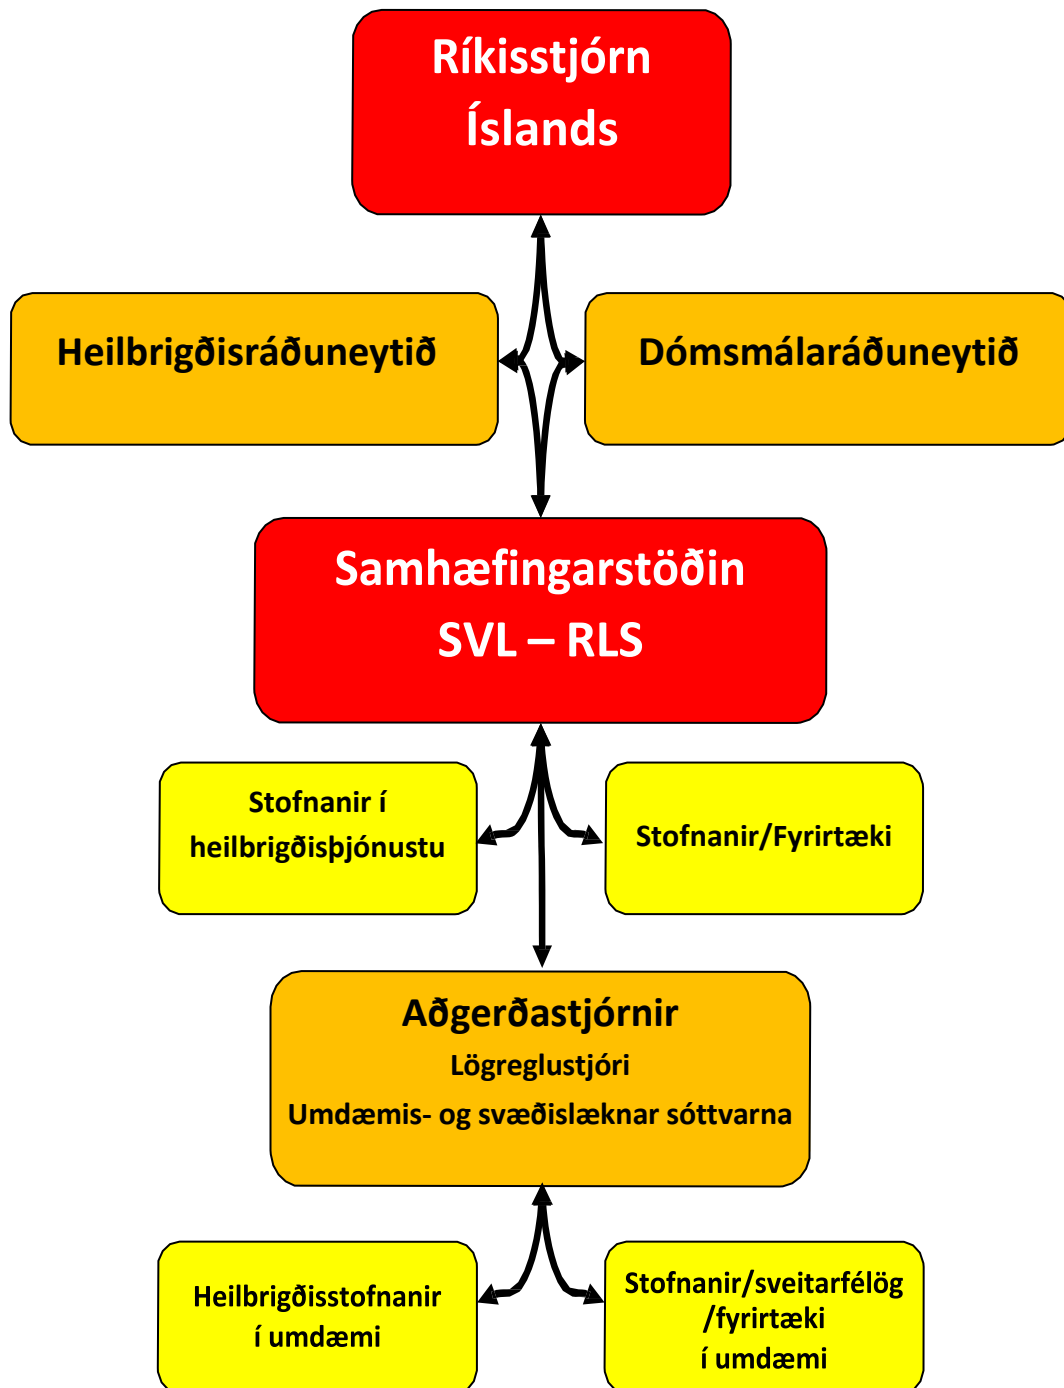 Ríkisstjórn
Íslands
Heilbrigðisráðuneytið
Dómsmálaráðuneytið
Samhæfingarstöðin
SVL – RLS
Stofnanir í
heilbrigðisþjónustu
Stofnanir/Fyrirtæki
Aðgerðastjórnir
Lögreglustjóri
Umdæmis- og svæðislæknar sóttvarna
Heilbrigðisstofnanir
í umdæmi
Stofnanir/sveitarfélög
/fyrirtæki
í umdæmi